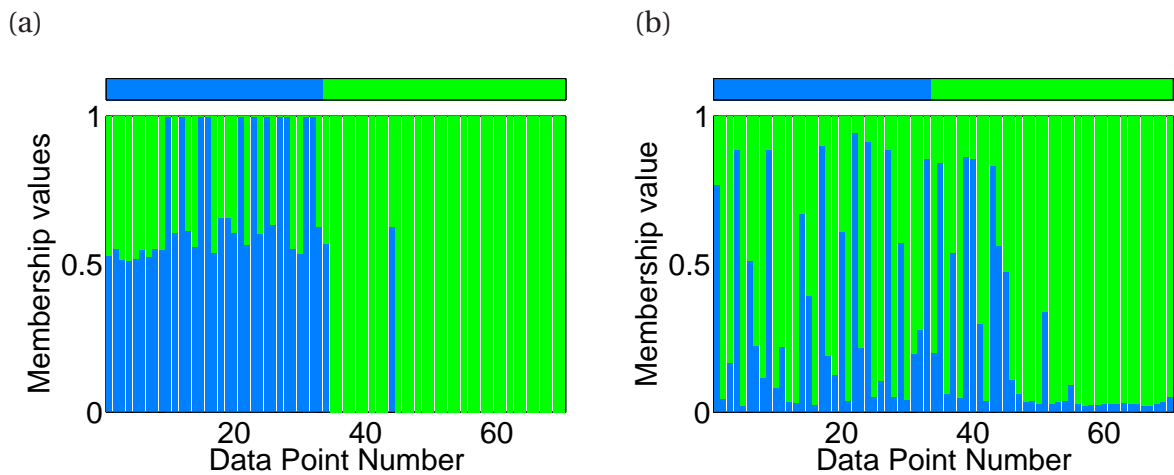 (a)
(b)
1
0.5
0
20 40 60
Membership values
Data Point Number
1
0.5
0
20 40 60
Membership value
Data Point Number